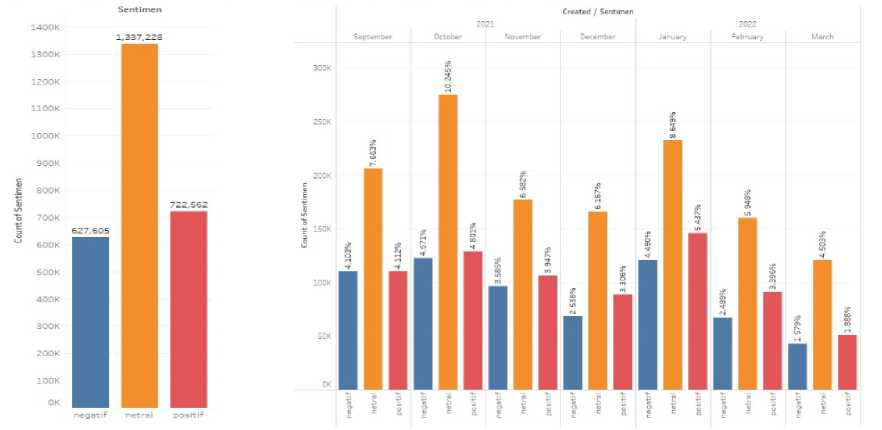 Sentimen
Count of Sentimen
1400K
1300K
1200K
1100K
1000K
900K
800K
700K
600K
500K
400K
300K
200K
100K
0K
627,605
1,337,228
722,562
negatif netral positif
Created / Sentimen
2021 2022
September October November December January February March
Count of Sentimen
300K
250K
200K
150K
100K
50K
0K
4.103%
7.663%
4.112%
4.571%
10.245%
4.801%
3.585%
6.582%
3.947%
2.538%
6.167%
3.306%
4.490%
8.649%
5.437%
2.489%
5.948%
3.396%
1.579%
4.503%
1.888%
negatif
netral
positif
negatif
netral
positif
negatif
netral
positif
negatif
netral
positif
negatif
netral
positif
negatif
netral
positif
negatif
netral
positif